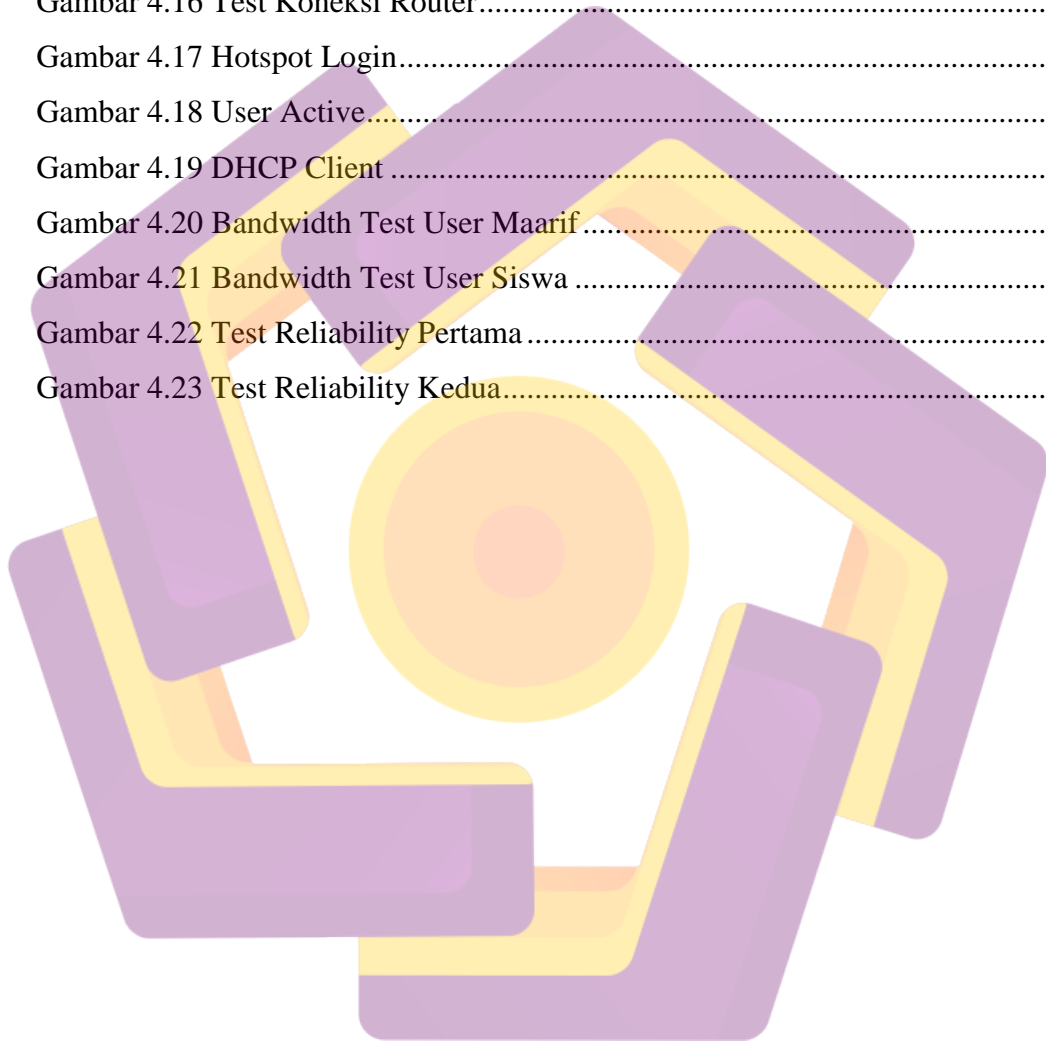 Gambar 4.16 Test Koneksi Router..........................................................................
Gambar 4.17 Hotspot Login....................................................................................
Gambar 4.18 User Active........................................................................................
Gambar 4.19 DHCP Client .....................................................................................
Gambar 4.20 Bandwidth Test User Maarif ............................................................
Gambar 4.21 Bandwidth Test User Siswa .............................................................
Gambar 4.22 Test Reliability Pertama ...................................................................
Gambar 4.23 Test Reliability Kedua.......................................................................